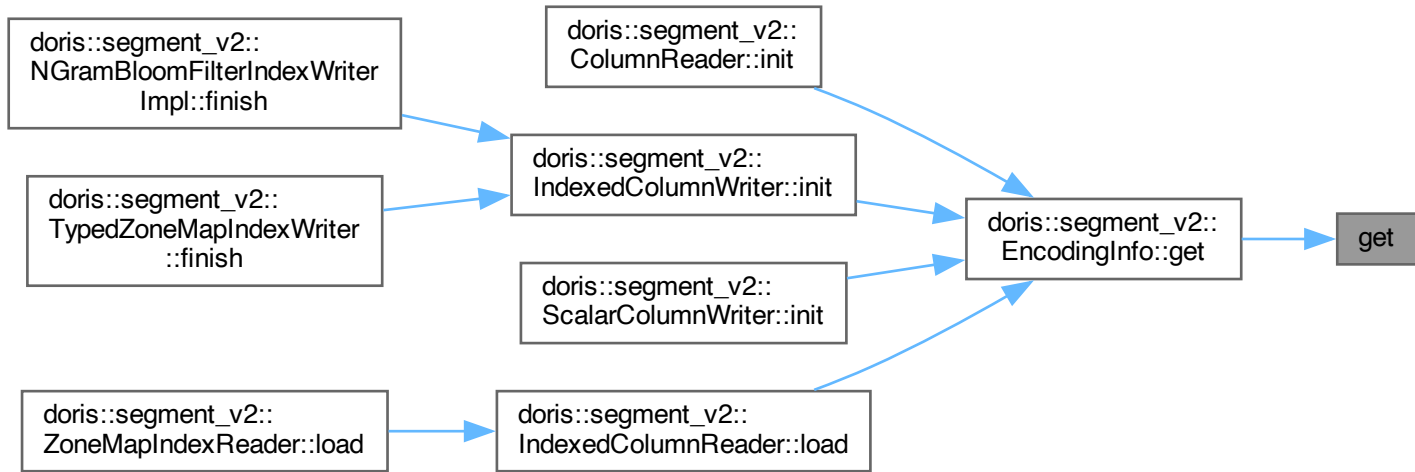 doris::segment_v2::
NGramBloomFilterIndexWriter
Impl::finish
doris::segment_v2::
TypedZoneMapIndexWriter
::finish
doris::segment_v2::
ZoneMapIndexReader::load
doris::segment_v2::
ColumnReader::init
doris::segment_v2::
IndexedColumnWriter::init
doris::segment_v2::
ScalarColumnWriter::init
doris::segment_v2::
IndexedColumnReader::load
doris::segment_v2::
EncodingInfo::get
get